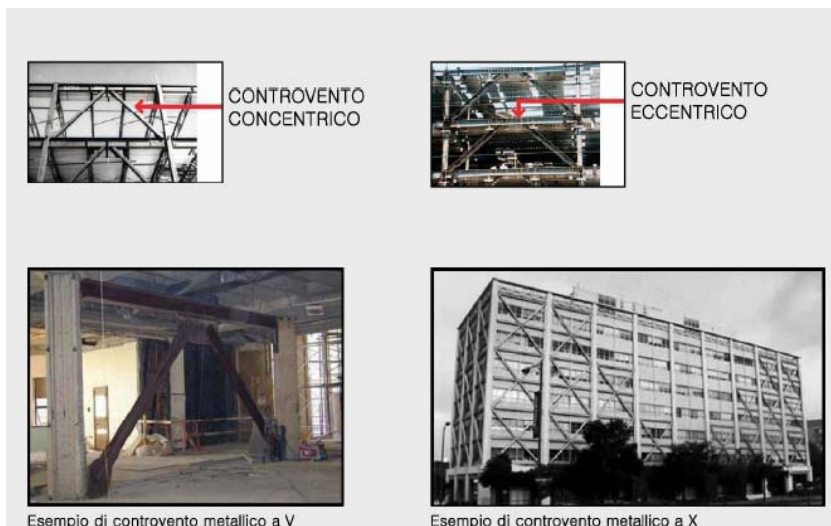 CONTROVENTO
CONCENTRICO
CONTROVENTO
ECCENTRICO
Esempio di controvento metallico a V
Esempio di controvento metallico a X